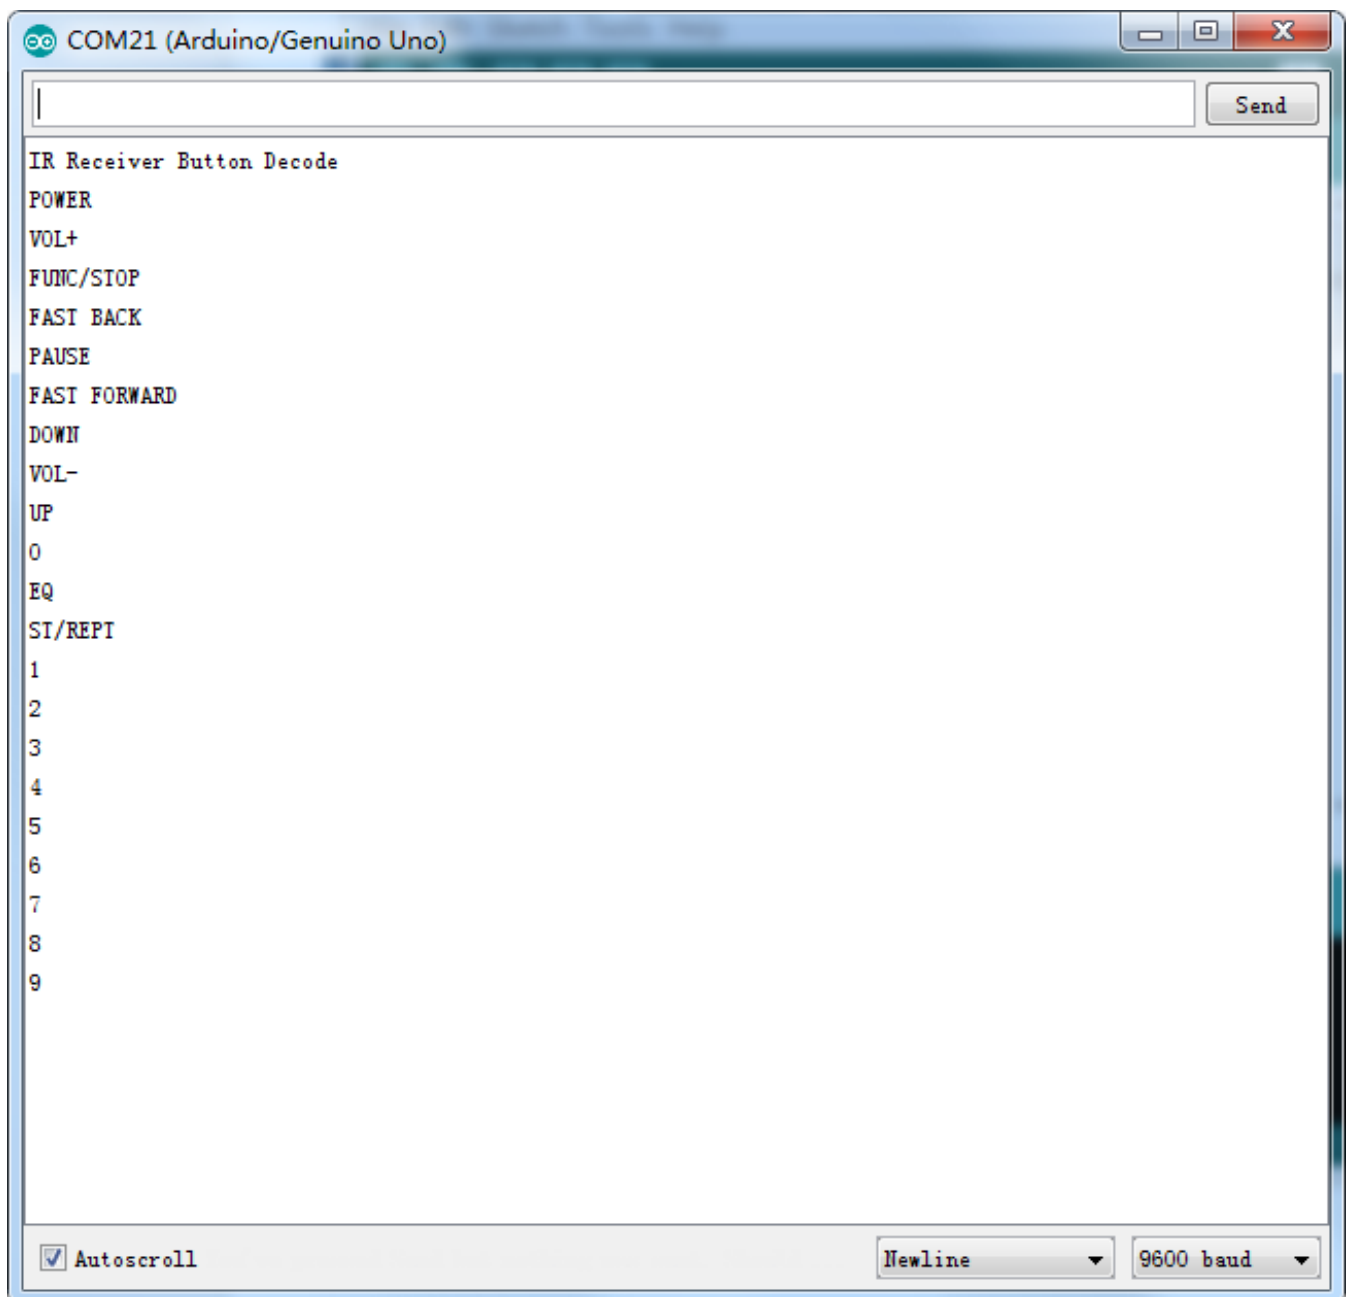 COM21 (Arduino/Genuino Uno)
Send
IR Receiver Button Decode
POWER
VOL+
FUNC/STOP
FAST BACK
PAUSE
FAST FORWARD
DOWN
VOL-
UP
0
EQ
ST/REPT
1
2
3
4
5
6
7
8
9
Autoscroll
Newline
9600 baud